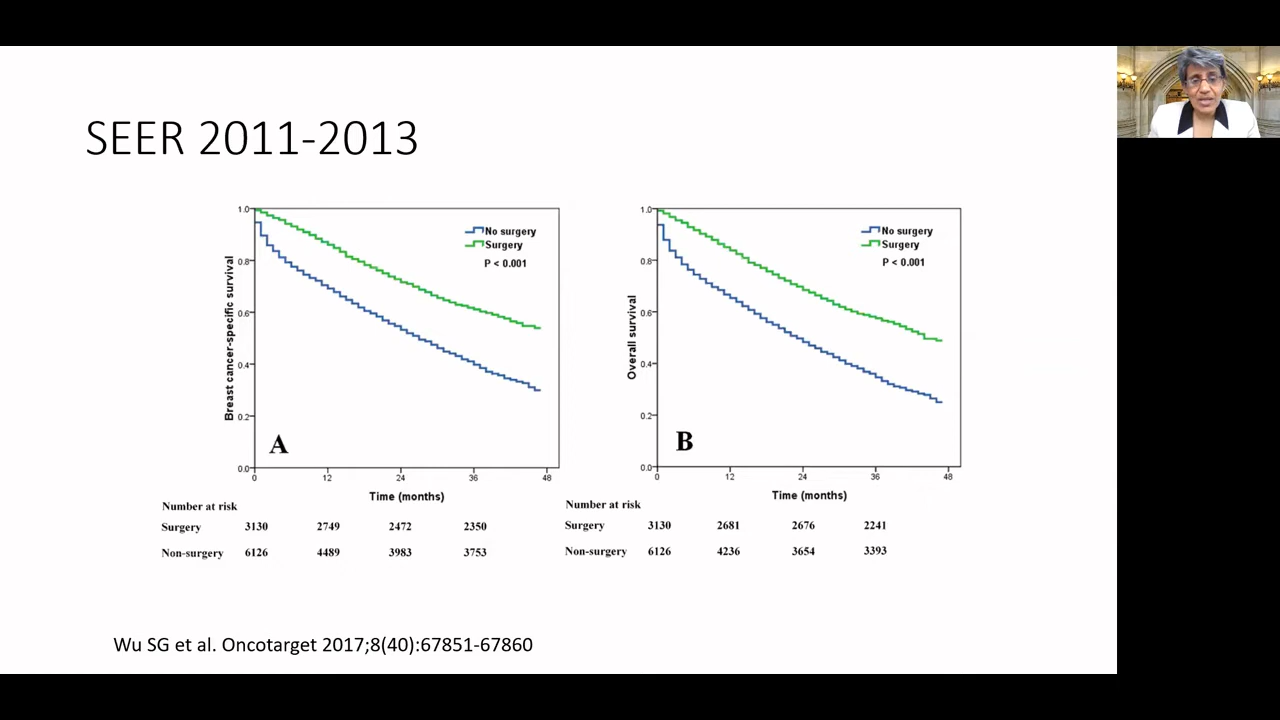 SEER 2011-2013
1.0
0.8
0.6
0.4
0.2
0.0
Breast cancer-specific survival
No surgery
Surgery
P < 0.001
A
0 12 24 36 48
Time (months)
Number at risk
Surgery 3130 2749 2472 2350
Non-surgery 6126 4489 3983 3753
1.0
0.8
0.6
0.4
0.2
0.0
Overall survival
No surgery
Surgery
P < 0.001
B
0 12 24 36 48
Time (months)
Number at risk
Surgery 3130 2681 2676 2241
Non-surgery 6126 4236 3654 3393
Wu SG et al. Oncotarget 2017;8(40):67851-67860